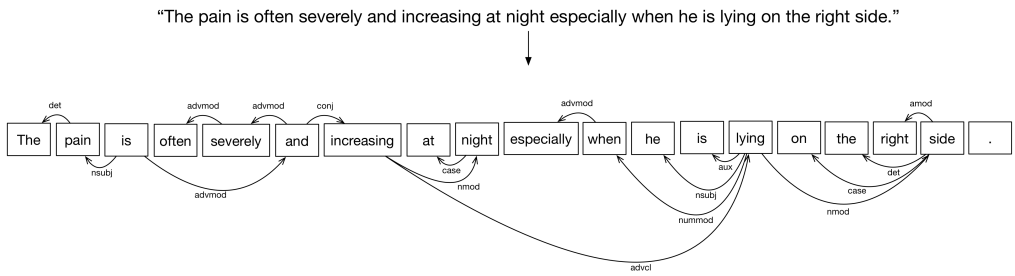 “The pain is often severely and increasing at night especially when he is lying on the right side.”
det advmod advmod conj advmod amod
The pain is often severely and increasing at night especially when he is lying on the right side .
nsubj case aux det
nmod
advmod nsubj case
nummod nmod
advcl